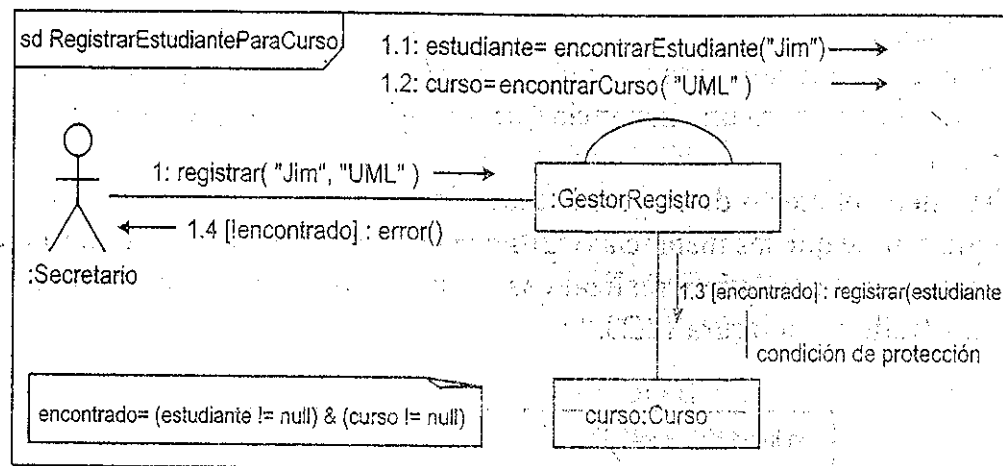 sd RegistrarEstudianteParaCurso
1.1: estudiante= encontrarEstudiante("Jim")
1.2: curso=encontrarCurso( "UML" )
1: registrar( "Jim", "UML" )
:GestorRegistro
1.4 [!encontrado] : error()
:Secretario
1.3 [encontrado] : registrar(estudiante
condición de protección
encontrado= (estudiante != null) & (curso != null)
curso:Curso